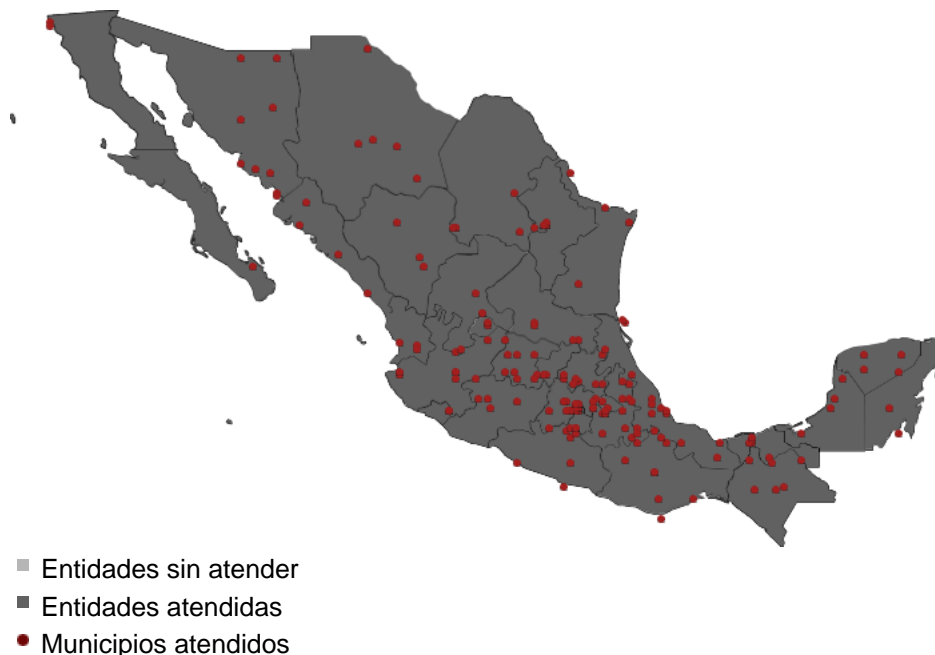 Entidades sin atender
Entidades atendidas
Municipios atendidos